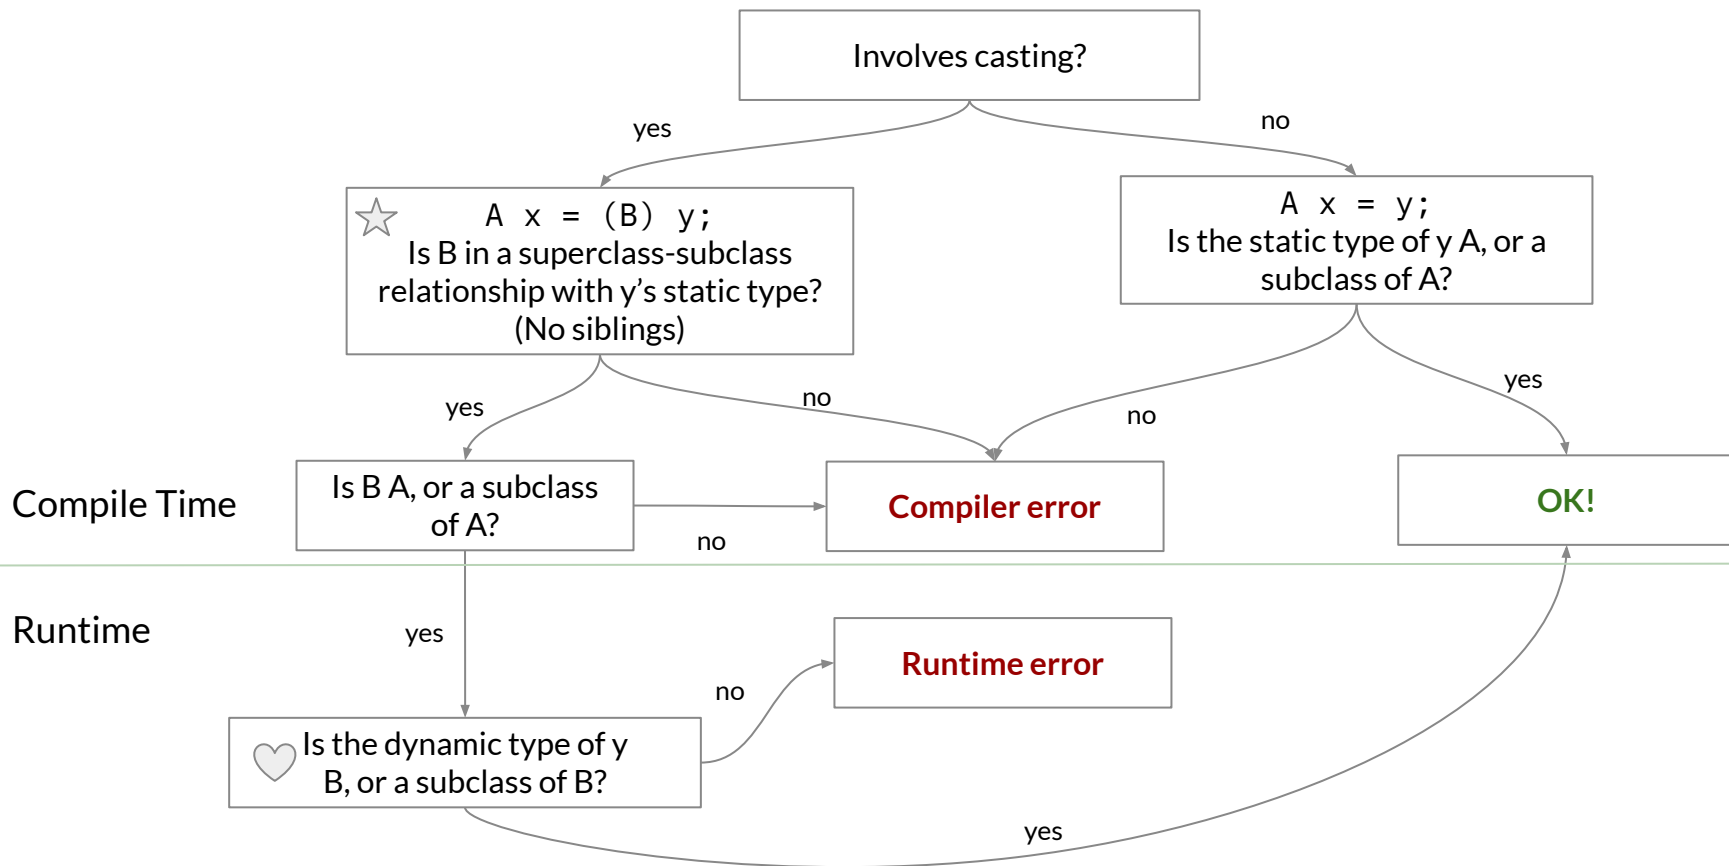 Involves casting?
yes
no
A x = (B) y;
Is B in a superclass-subclass
relationship with y’s static type?
(No siblings)
A x = y;
Is the static type of y A, or a
subclass of A?
yes
no
no
yes
Compile Time
Is B A, or a subclass
of A?
no
Compiler error
OK!
Runtime
yes
Runtime error
no
Is the dynamic type of y
B, or a subclass of B?
yes